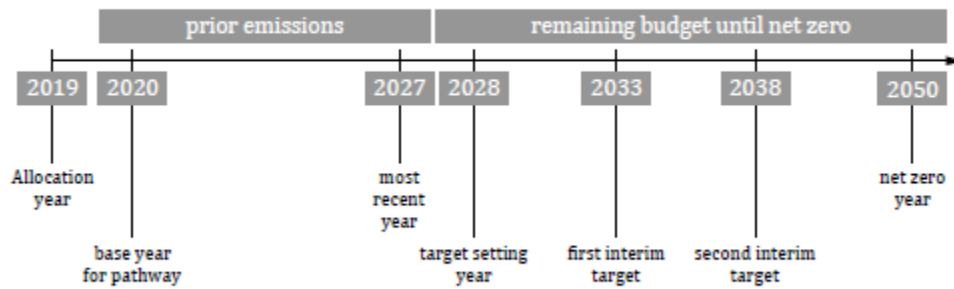 prior emissions
remaining budget until net zero
2019
2020
2027
2028
2033
2038
2050
Allocation
year
most
recent
year
net zero
year
base year
for pathway
target setting
year
first interim
target
second interim
target